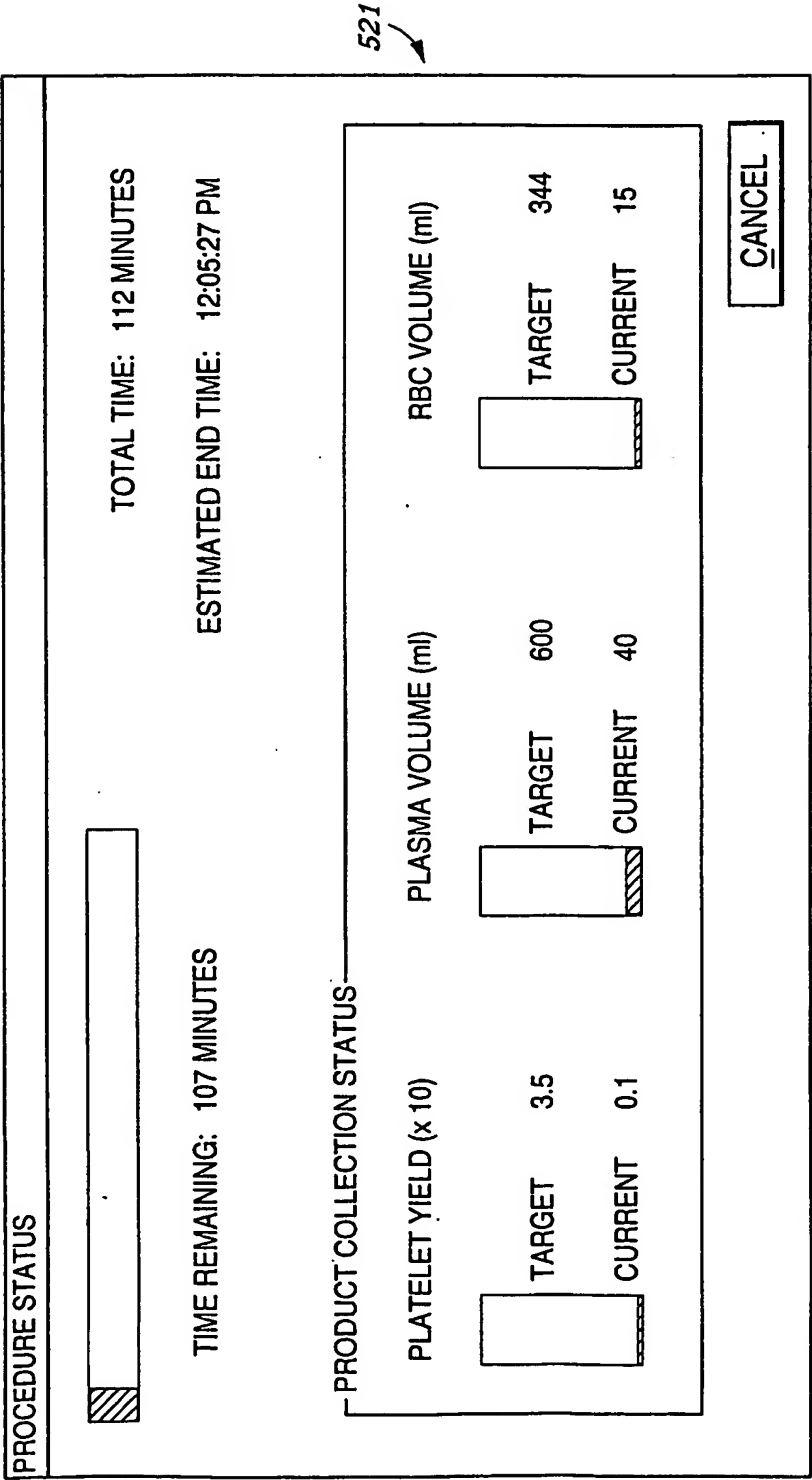 521
PROCEDURE STATUS
TOTAL TIME: 112 MINUTES
TIME REMAINING: 107 MINUTES
ESTIMATED END TIME: 12:05:27 PM
PRODUCT COLLECTION STATUS
PLATELET YIELD (x 10)
TARGET 3.5
CURRENT 0.1
PLASMA VOLUME (ml)
TARGET 600
CURRENT 40
RBC VOLUME (ml)
TARGET 344
CURRENT 15
CANCEL